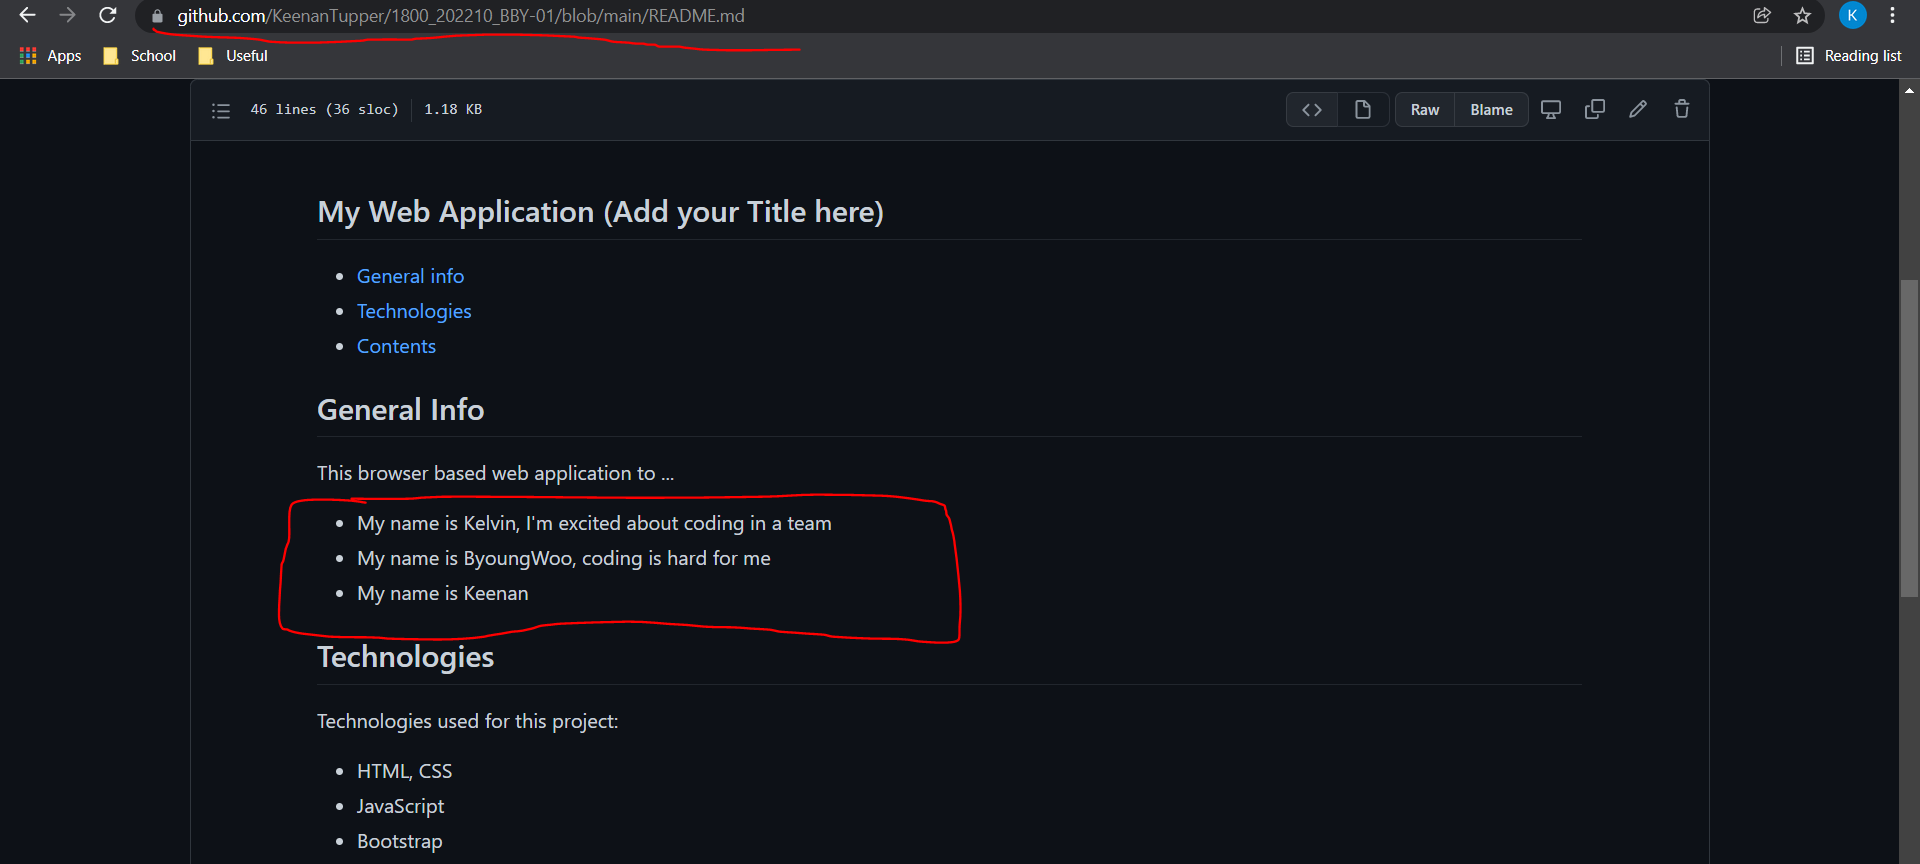 github.com/KeenanTupper/1800_202210_BBY-01/blob/main/README.md
K
Apps School Useful Reading list
46 lines (36 sloc) 1.18 KB Raw Blame
My Web Application (Add your Title here)
General info
Technologies
Contents
General Info
This browser based web application to ...
My name is Kelvin, I'm excited about coding in a team
My name is ByoungWoo, coding is hard for me
My name is Keenan
Technologies
Technologies used for this project:
HTML, CSS
JavaScript
Bootstrap